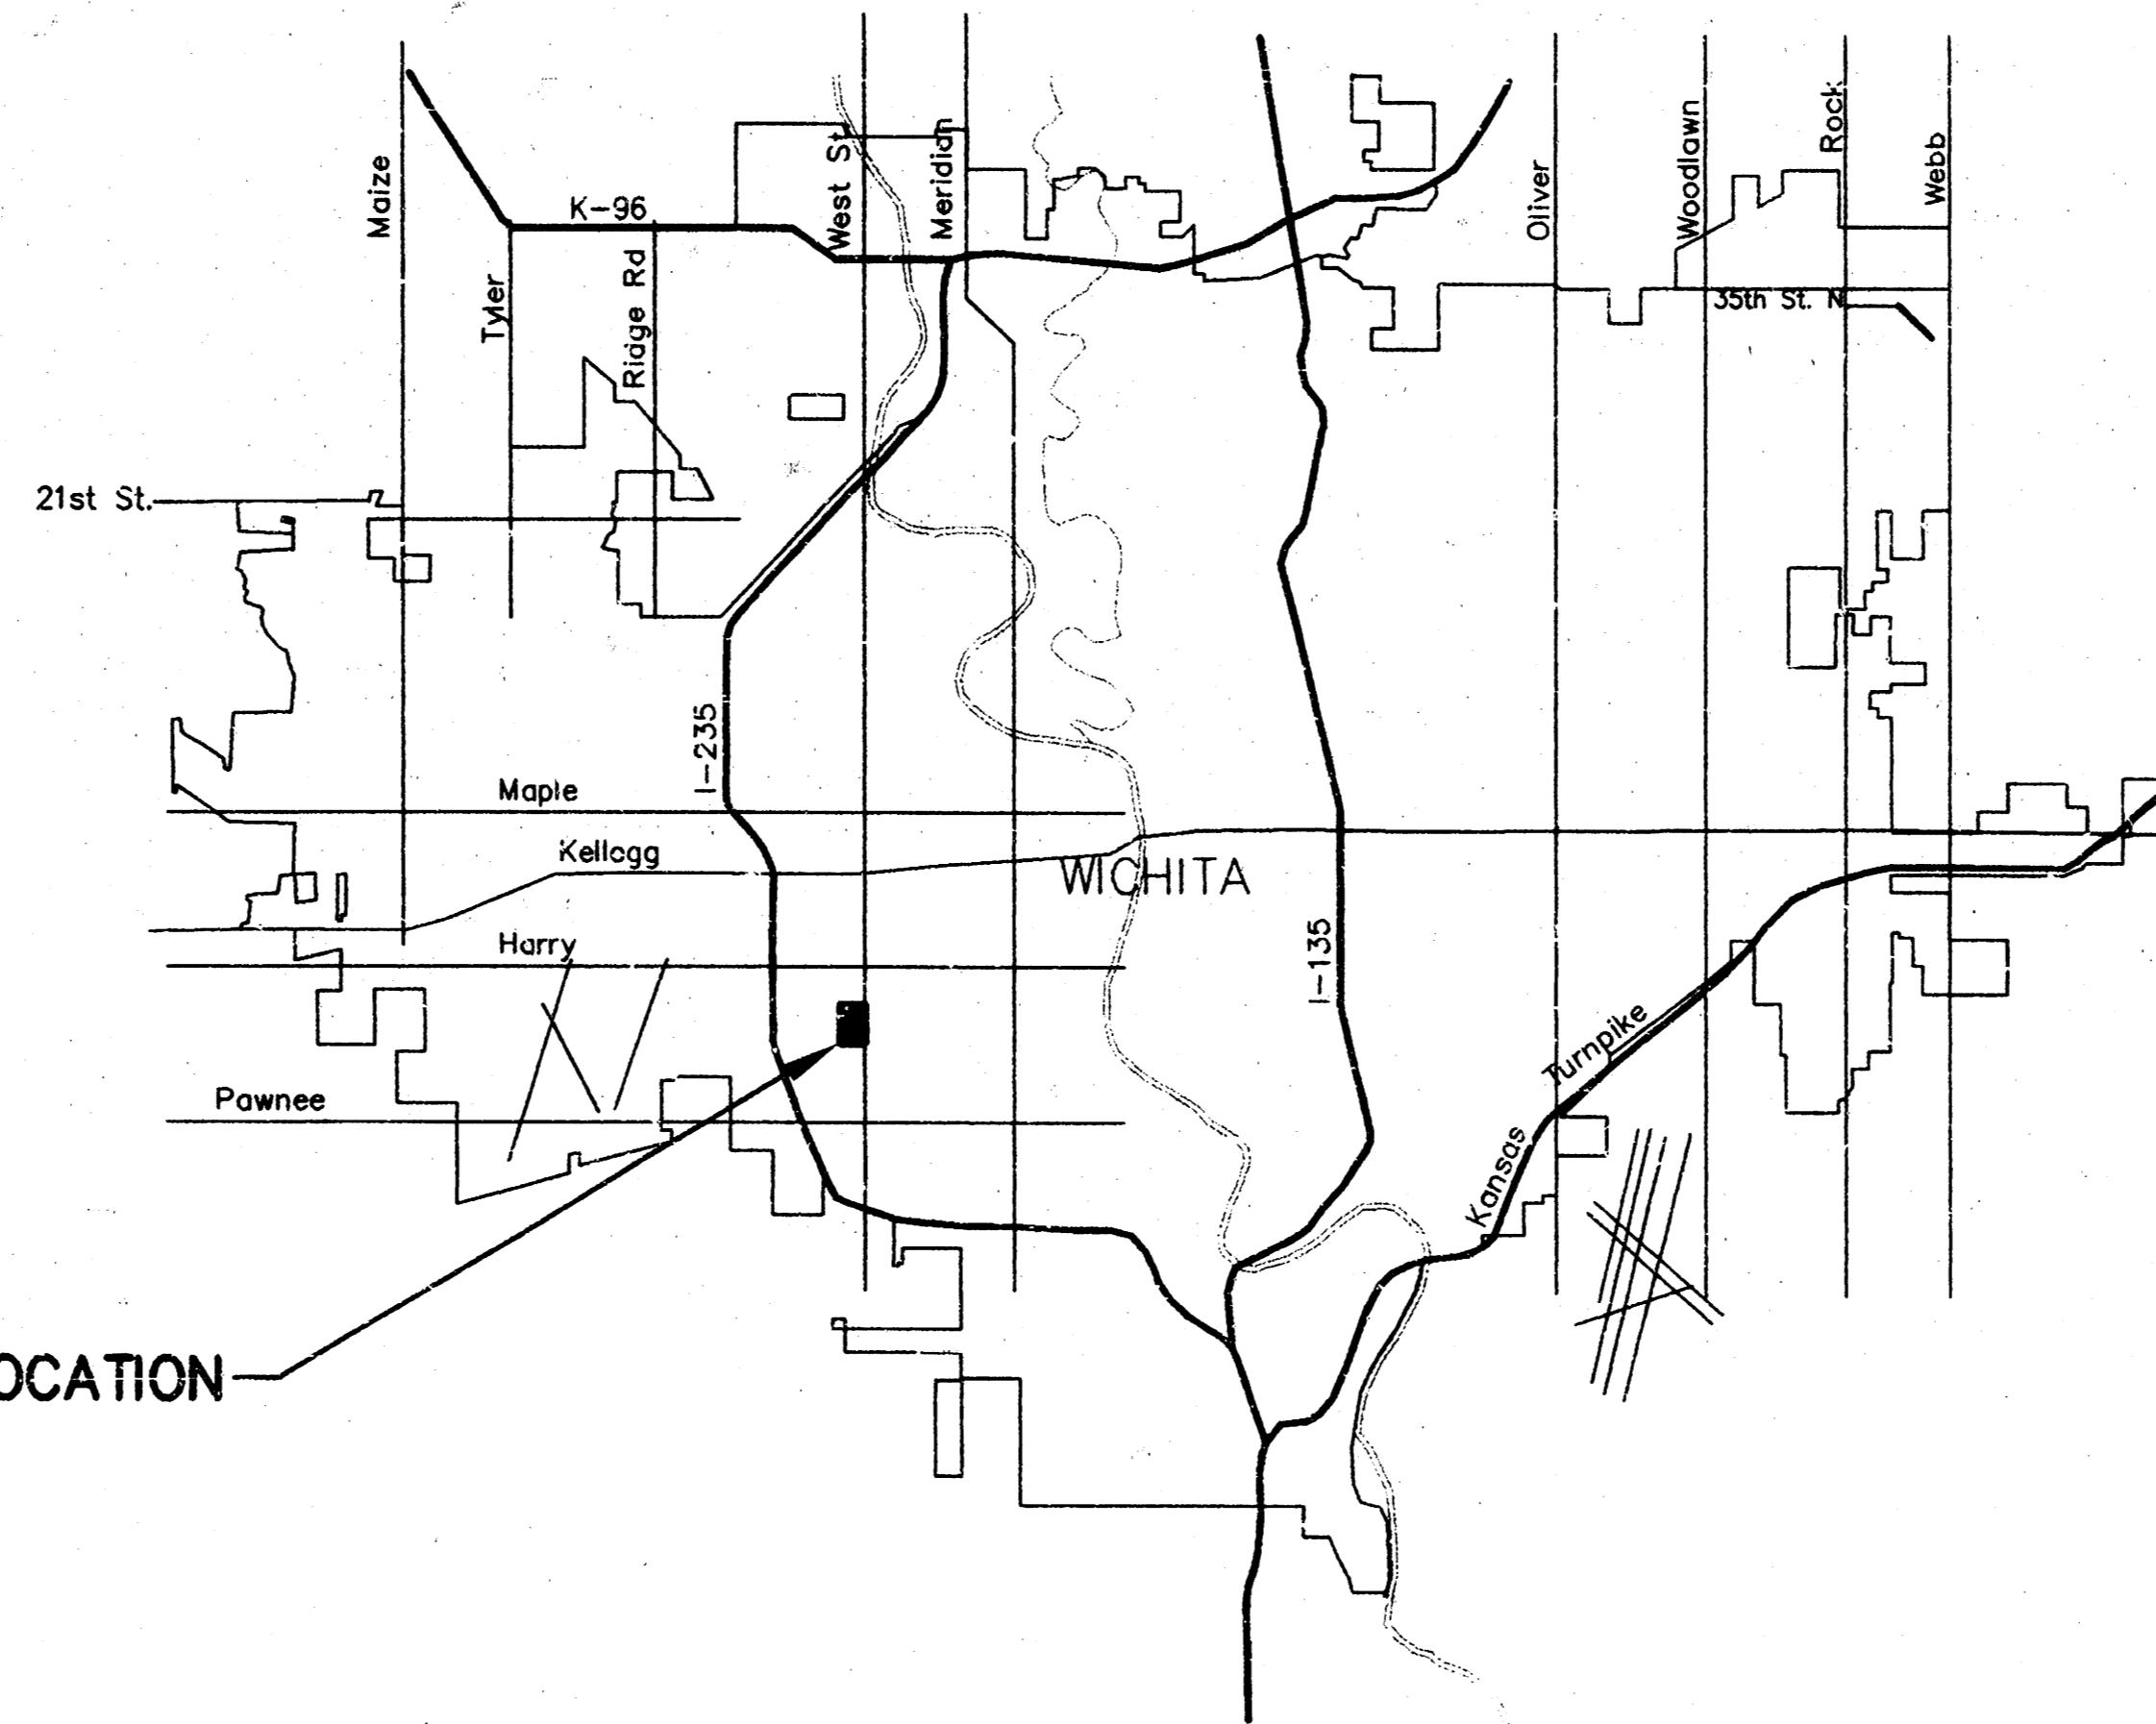 Maize
K-96
Tyler
Ridge Rd
West St
Meridian
Oliver
Woodlawn
Rock
Webb
35th St. N
21st St.
I-235
Maple
Kellogg
WICHITA
Harry
I-135
Pawnee
Kansas Turnpike
OCATION